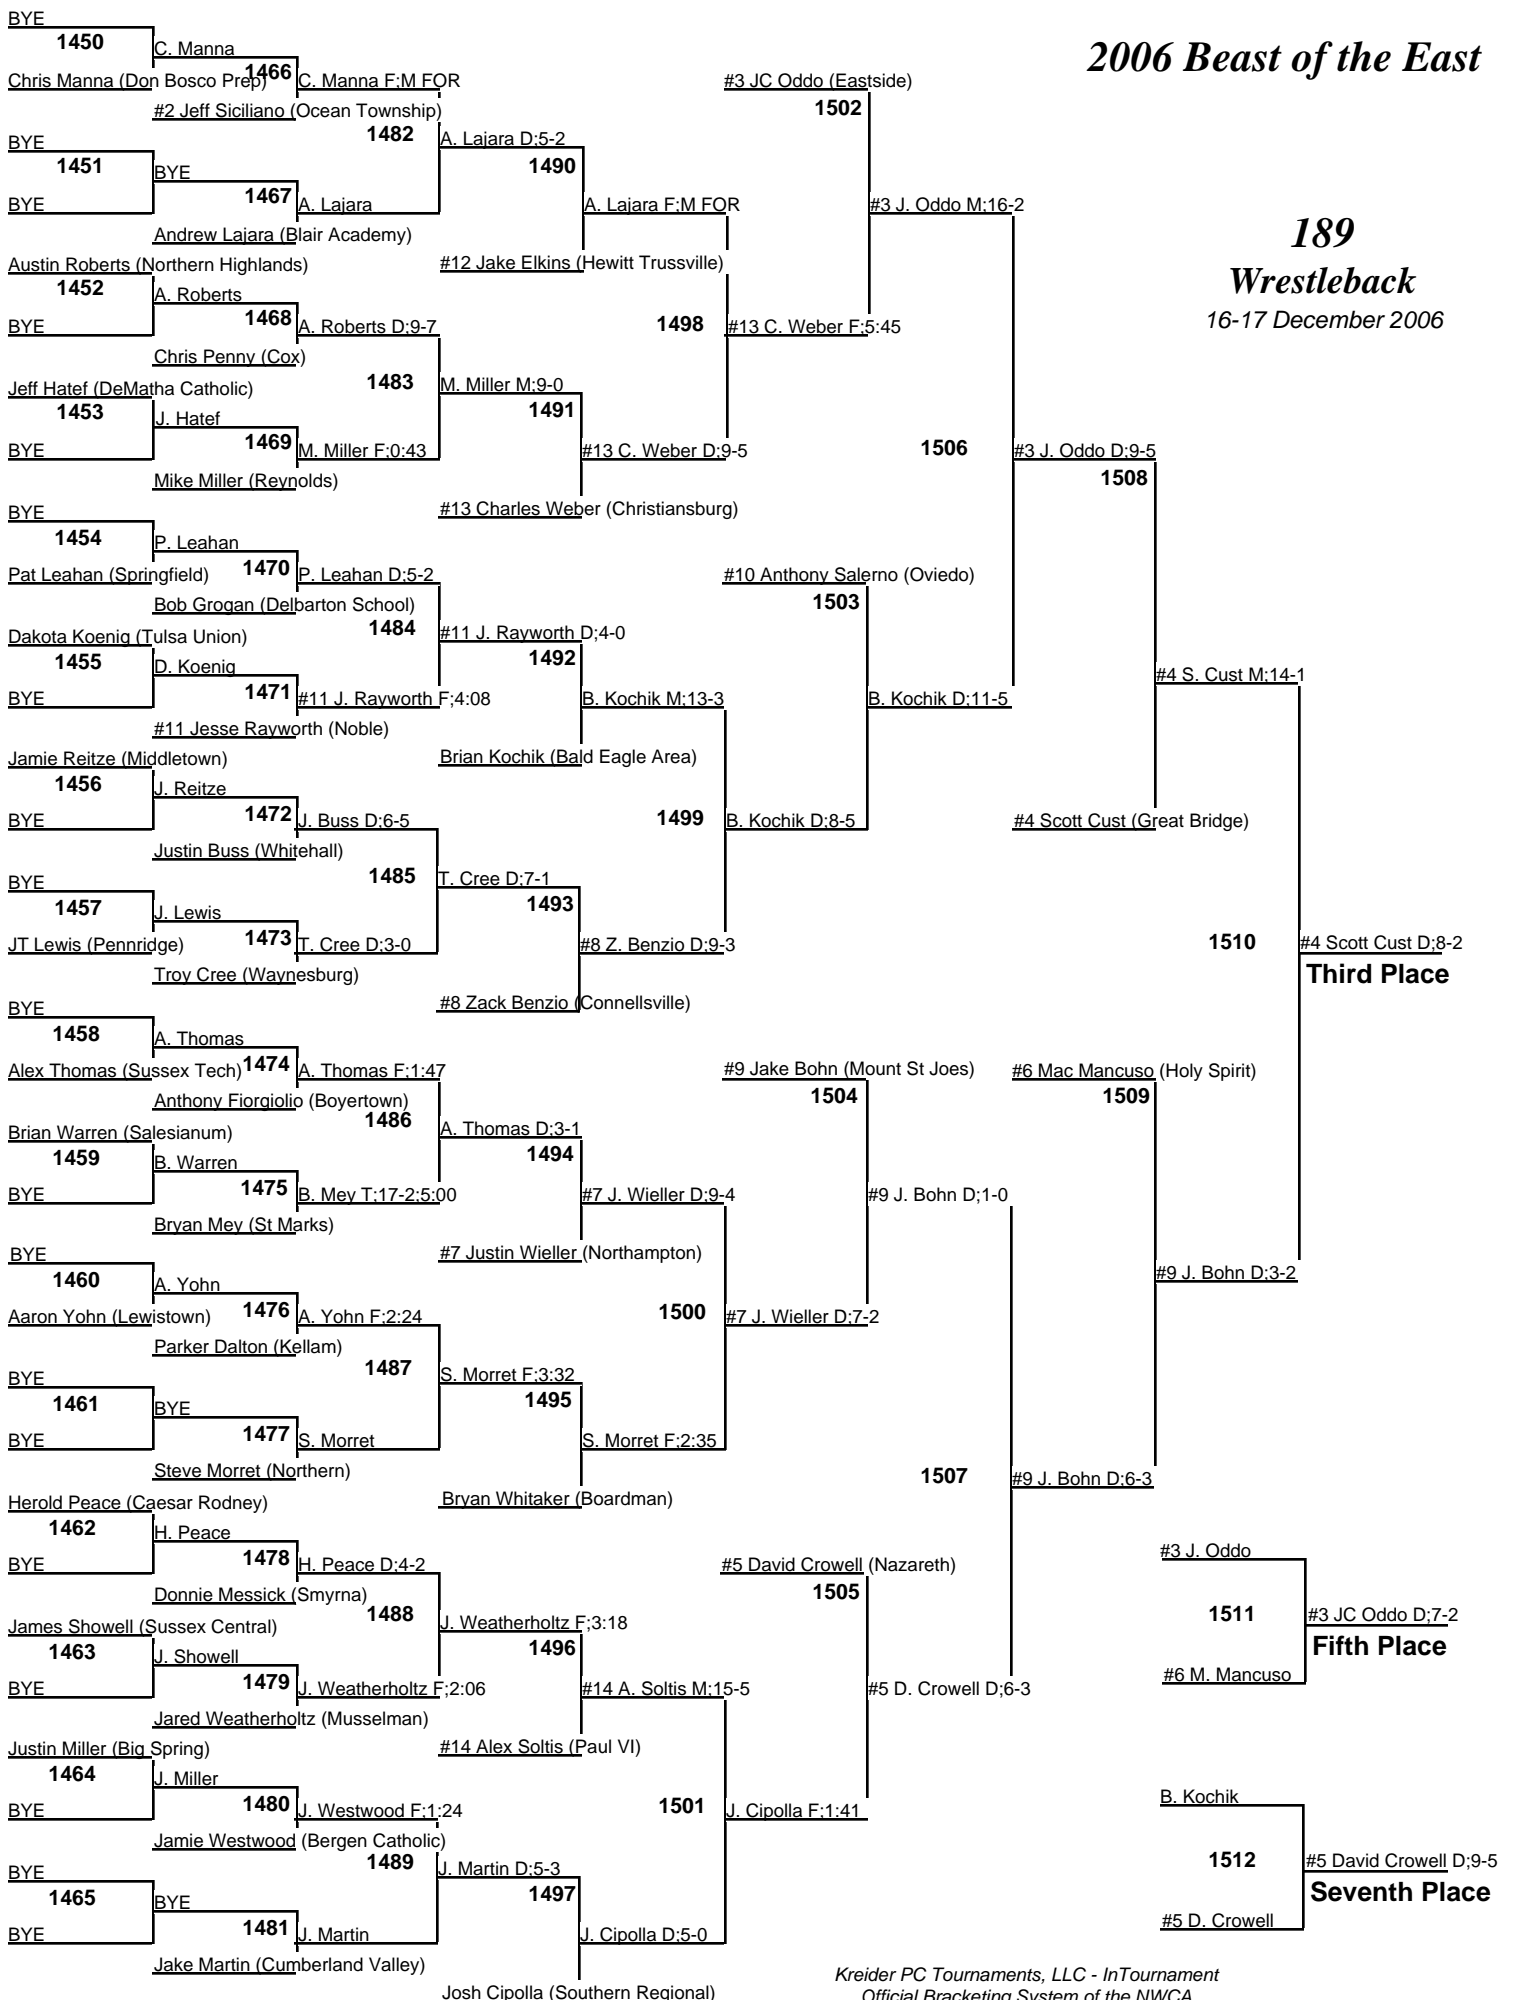 2006 Beast of the East
189
Wrestleback
16-17 December 2006
BYE
1450
C. Manna
Chris Manna (Don Bosco Prep)
1466
C. Manna F;M FOR
#2 Jeff Siciliano (Ocean Township)
1482
A. Lajara D;5-2
BYE
1451
BYE
BYE
1467
A. Lajara
Andrew Lajara (Blair Academy)
1490
A. Lajara F;M FOR
#12 Jake Elkins (Hewitt Trussville)
Austin Roberts (Northern Highlands)
1452
A. Roberts
BYE
1468
A. Roberts D;9-7
Chris Penny (Cox)
1483
M. Miller M;9-0
Jeff Hatef (DeMatha Catholic)
1453
J. Hatef
BYE
1469
M. Miller F;0:43
Mike Miller (Reynolds)
1491
#13 C. Weber D;9-5
#13 Charles Weber (Christiansburg)
1498
#13 C. Weber F;5:45
#3 JC Oddo (Eastside)
1502
#3 J. Oddo M;16-2
BYE
1454
P. Leahan
Pat Leahan (Springfield)
1470
P. Leahan D;5-2
Bob Grogan (Delbarton School)
1484
#11 J. Rayworth D;4-0
Dakota Koenig (Tulsa Union)
1455
D. Koenig
BYE
1471
#11 J. Rayworth F;4:08
#11 Jesse Rayworth (Noble)
1492
B. Kochik M;13-3
Brian Kochik (Bald Eagle Area)
Jamie Reitze (Middletown)
1456
J. Reitze
BYE
1472
J. Buss D;6-5
Justin Buss (Whitehall)
1485
T. Cree D;7-1
BYE
1457
J. Lewis
JT Lewis (Pennridge)
1473
T. Cree D;3-0
Troy Cree (Waynesburg)
1493
#8 Z. Benzio D;9-3
#8 Zack Benzio (Connellsville)
1499
B. Kochik D;8-5
#10 Anthony Salerno (Oviedo)
1503
B. Kochik D;11-5
1506
#3 J. Oddo D;9-5
1508
#4 S. Cust M;14-1
#4 Scott Cust (Great Bridge)
1510
#4 Scott Cust D;8-2
Third Place
BYE
1458
A. Thomas
Alex Thomas (Sussex Tech)
1474
A. Thomas F;1:47
Anthony Fiorgiolio (Boyertown)
1486
A. Thomas D;3-1
Brian Warren (Salesianum)
1459
B. Warren
BYE
1475
B. Mey T;17-2;5:00
Bryan Mey (St Marks)
1494
#7 J. Wieller D;9-4
#7 Justin Wieller (Northampton)
BYE
1460
A. Yohn
Aaron Yohn (Lewistown)
1476
A. Yohn F;2:24
Parker Dalton (Kellam)
1487
S. Morret F;3:32
BYE
1461
BYE
BYE
1477
S. Morret
Steve Morret (Northern)
1495
S. Morret F;2:35
Bryan Whitaker (Boardman)
1500
#7 J. Wieller D;7-2
#9 Jake Bohn (Mount St Joes)
1504
#9 J. Bohn D;1-0
#6 Mac Mancuso (Holy Spirit)
1509
#9 J. Bohn D;3-2
Herold Peace (Caesar Rodney)
1462
H. Peace
BYE
1478
H. Peace D;4-2
Donnie Messick (Smyrna)
1488
J. Weatherholtz F;3:18
James Showell (Sussex Central)
1463
J. Showell
BYE
1479
J. Weatherholtz F;2:06
Jared Weatherholtz (Musselman)
1496
#14 A. Soltis M;15-5
#14 Alex Soltis (Paul VI)
Justin Miller (Big Spring)
1464
J. Miller
BYE
1480
J. Westwood F;1:24
Jamie Westwood (Bergen Catholic)
1489
J. Martin D;5-3
BYE
1465
BYE
BYE
1481
J. Martin
Jake Martin (Cumberland Valley)
1497
J. Cipolla D;5-0
Josh Cipolla (Southern Regional)
1501
J. Cipolla F;1:41
#5 David Crowell (Nazareth)
1505
#5 D. Crowell D;6-3
1507
#9 J. Bohn D;6-3
#3 J. Oddo
1511
#3 JC Oddo D;7-2
Fifth Place
#6 M. Mancuso
B. Kochik
1512
#5 David Crowell D;9-5
Seventh Place
#5 D. Crowell
Kreider PC Tournaments, LLC - InTournament
Official Bracketing System of the NWCA